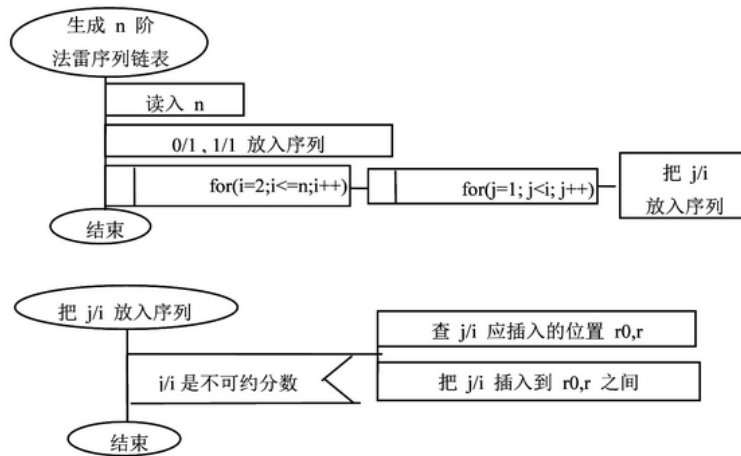 生成 n 阶
法雷序列链表
读入 n
0/1 , 1/1 放入序列
for(i=2;i<=n;i++)
for(j=1; j<i; j++)
把 j/i
放入序列
结束
把 j/i 放入序列
查 j/i 应插入的位置 r0,r
j/i 是不可约分数
把 j/i 插入到 r0,r 之间
结束